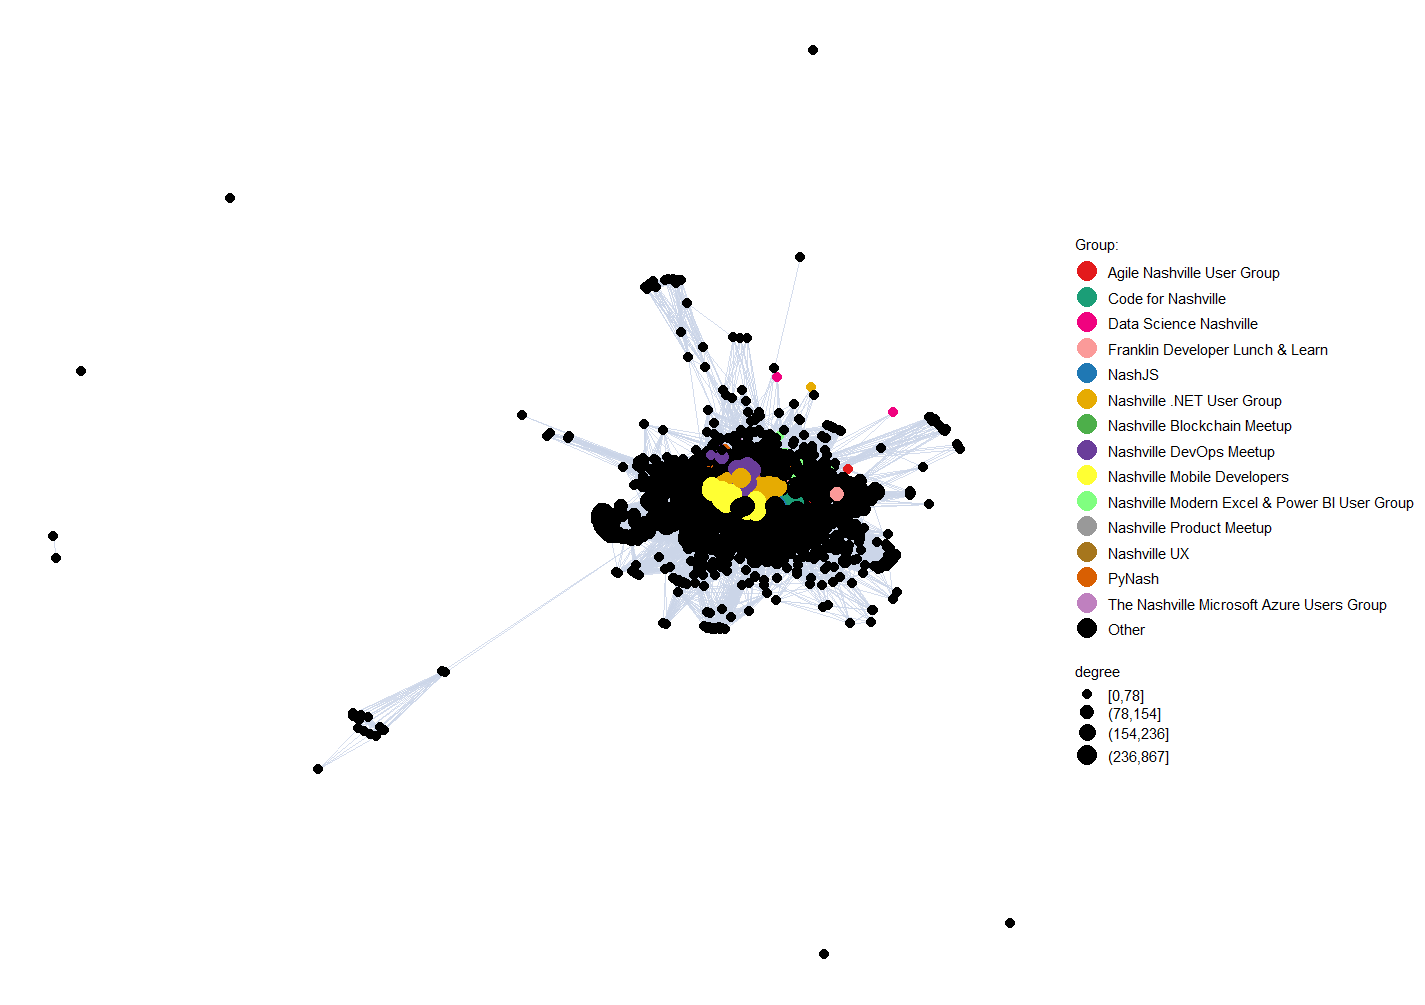 Group:
Agile Nashville User Group
Code for Nashville
Data Science Nashville
Franklin Developer Lunch & Learn
NashJS
Nashville .NET User Group
Nashville Blockchain Meetup
Nashville DevOps Meetup
Nashville Mobile Developers
Nashville Modern Excel & Power BI User Group
Nashville Product Meetup
Nashville UX
PyNash
The Nashville Microsoft Azure Users Group
Other
degree
[0,78]
(78,154]
(154,236]
(236,867]